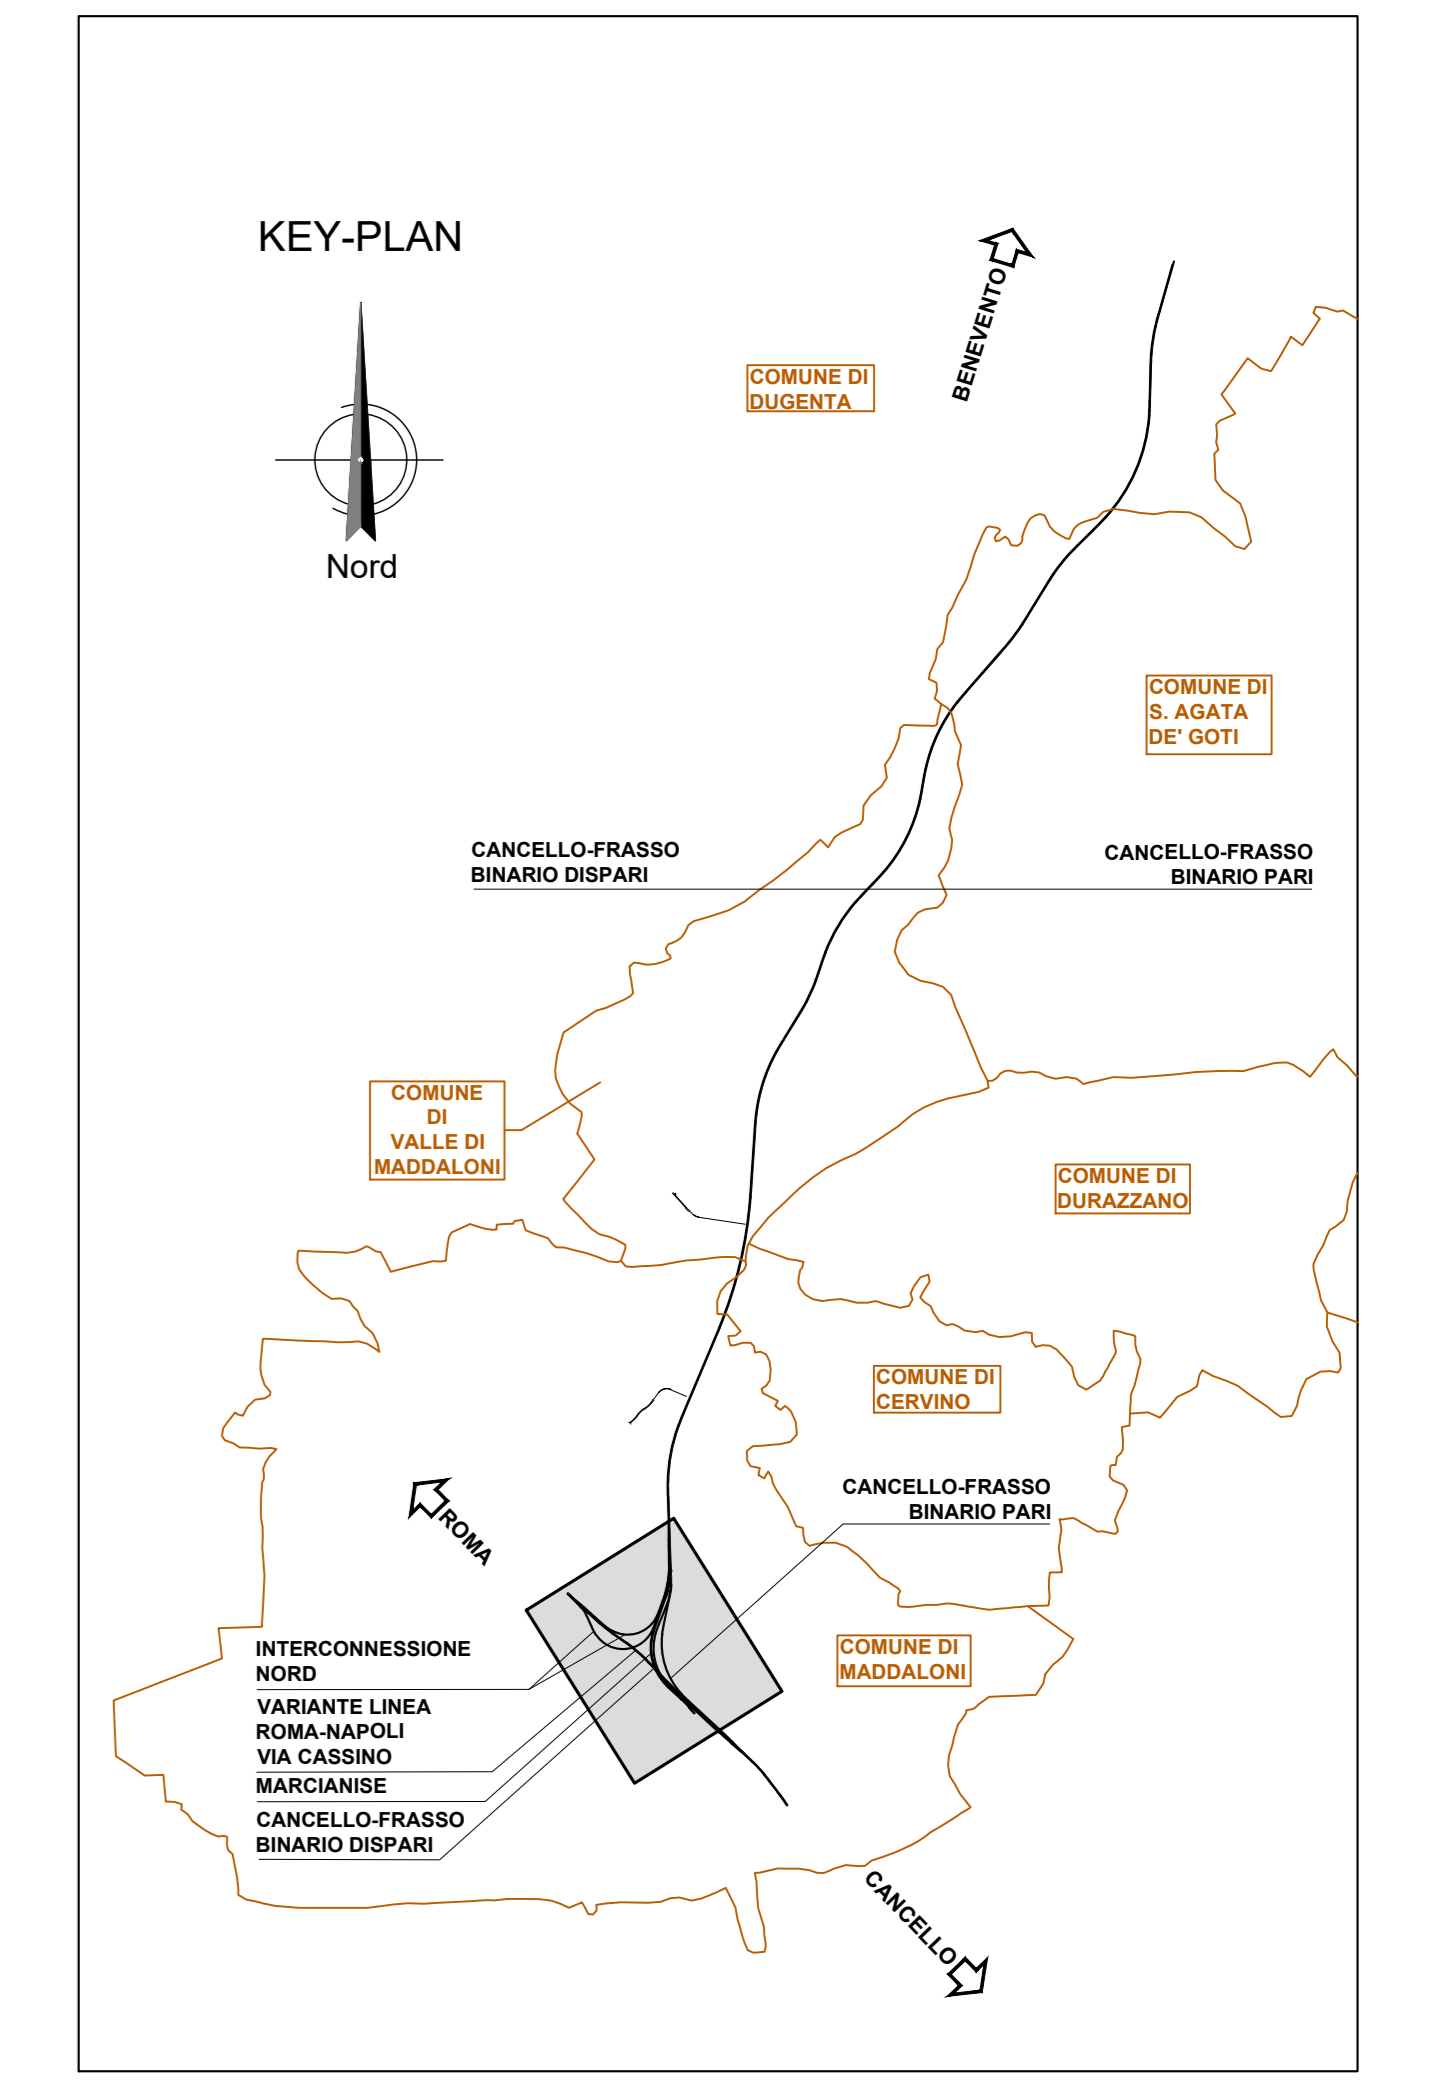 KEY-PLAN
BENEVENTO
COMUNE DI
DUGENTA
Nord
COMUNE DI
S. AGATA
DE' GOTI
CANCELLO-FRASSO
BINARIO DISPARI
CANCELLO-FRASSO
BINARIO PARI
COMUNE
DI
VALLE DI
MADDALONI
COMUNE DI
DURAZZANO
COMUNE DI
CERVINO
CANCELLO-FRASSO
BINARIO PARI
ROMA
INTERCONNESSIONE
NORD
COMUNE DI
MADDALONI
VARIANTE LINEA
ROMA-NAPOLI
VIA CASSINO
MARCIANISE
CANCELLO-FRASSO
BINARIO DISPARI
CANCELLO